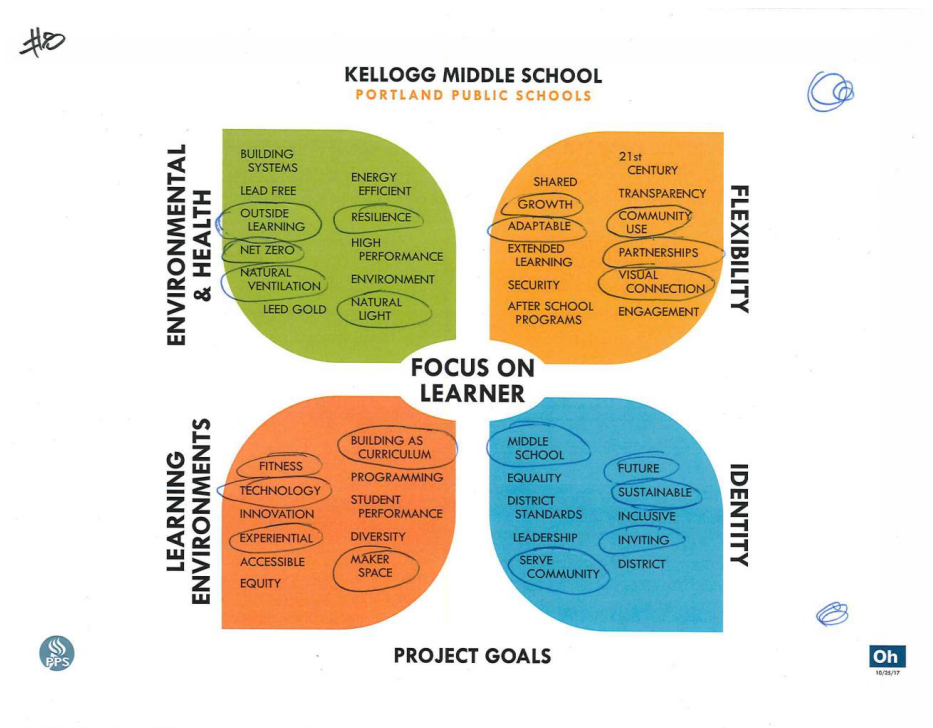 #8
KELLOGG MIDDLE SCHOOL
PORTLAND PUBLIC SCHOOLS
ENVIRONMENTAL
& HEALTH
BUILDING
SYSTEMS
LEAD FREE
OUTSIDE
LEARNING
NET ZERO
NATURAL
VENTILATION
LEED GOLD
ENERGY
EFFICIENT
RESILIENCE
HIGH
PERFORMANCE
ENVIRONMENT
NATURAL
LIGHT
SHARED
GROWTH
ADAPTABLE
EXTENDED
LEARNING
SECURITY
AFTER SCHOOL
PROGRAMS
21st
CENTURY
TRANSPARENCY
COMMUNITY
USE
PARTNERSHIPS
VISUAL
CONNECTION
ENGAGEMENT
FLEXIBILITY
FOCUS ON
LEARNER
LEARNING
ENVIRONMENTS
FITNESS
TECHNOLOGY
INNOVATION
EXPERIENTIAL
ACCESSIBLE
EQUITY
BUILDING AS
CURRICULUM
PROGRAMMING
STUDENT
PERFORMANCE
DIVERSITY
MAKER
SPACE
MIDDLE
SCHOOL
EQUALITY
DISTRICT
STANDARDS
LEADERSHIP
SERVE
COMMUNITY
FUTURE
SUSTAINABLE
INCLUSIVE
INVITING
DISTRICT
IDENTITY
PPS
PROJECT GOALS
Oh
10/25/17